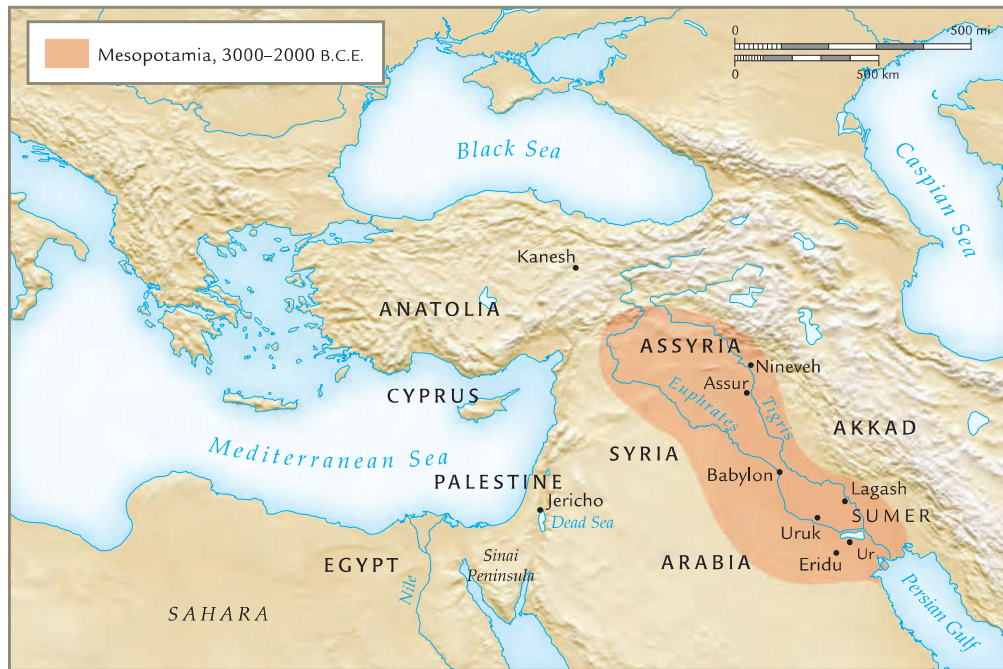 Mesopotamia, 3000–2000 B.C.E.
0
500 mi
0
500 km
Black Sea
Caspian Sea
Kanesh
ANATOLIA
ASSYRIA
Nineveh
Assur
CYPRUS
Euphrates
Tigris
AKKAD
Mediterranean Sea
SYRIA
PALESTINE
Babylon
Jericho
Lagash
Dead Sea
SUMER
Uruk
Ur
EGYPT
Sinai
Peninsula
ARABIA
Eridu
Nile
SAHARA
Persian Gulf